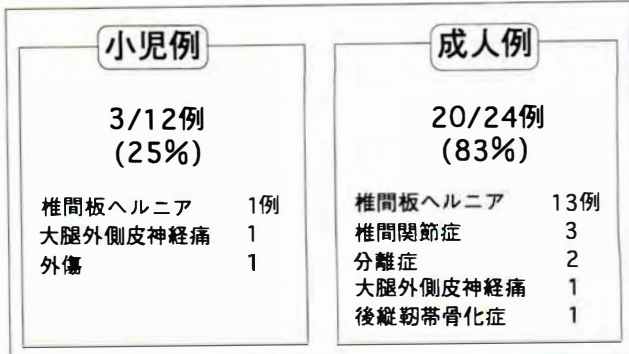 小児例
3/12例
(25%)
椎間板ヘルニア 1例
大腿外側皮神経痛 1
外傷 1
成人例
20/24例
(83%)
椎間板ヘルニア 13例
椎間関節症 3
分離症 2
大腿外側皮神経痛 1
後縦靭帯骨化症 1